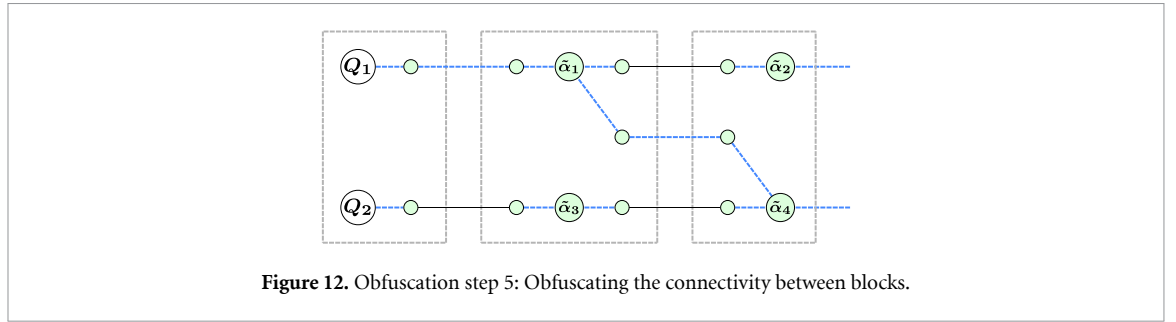 Q₁ α̃₁ α̃₂
Q₂ α̃₃ α̃₄
Figure 12. Obfuscation step 5: Obfuscating the connectivity between blocks.